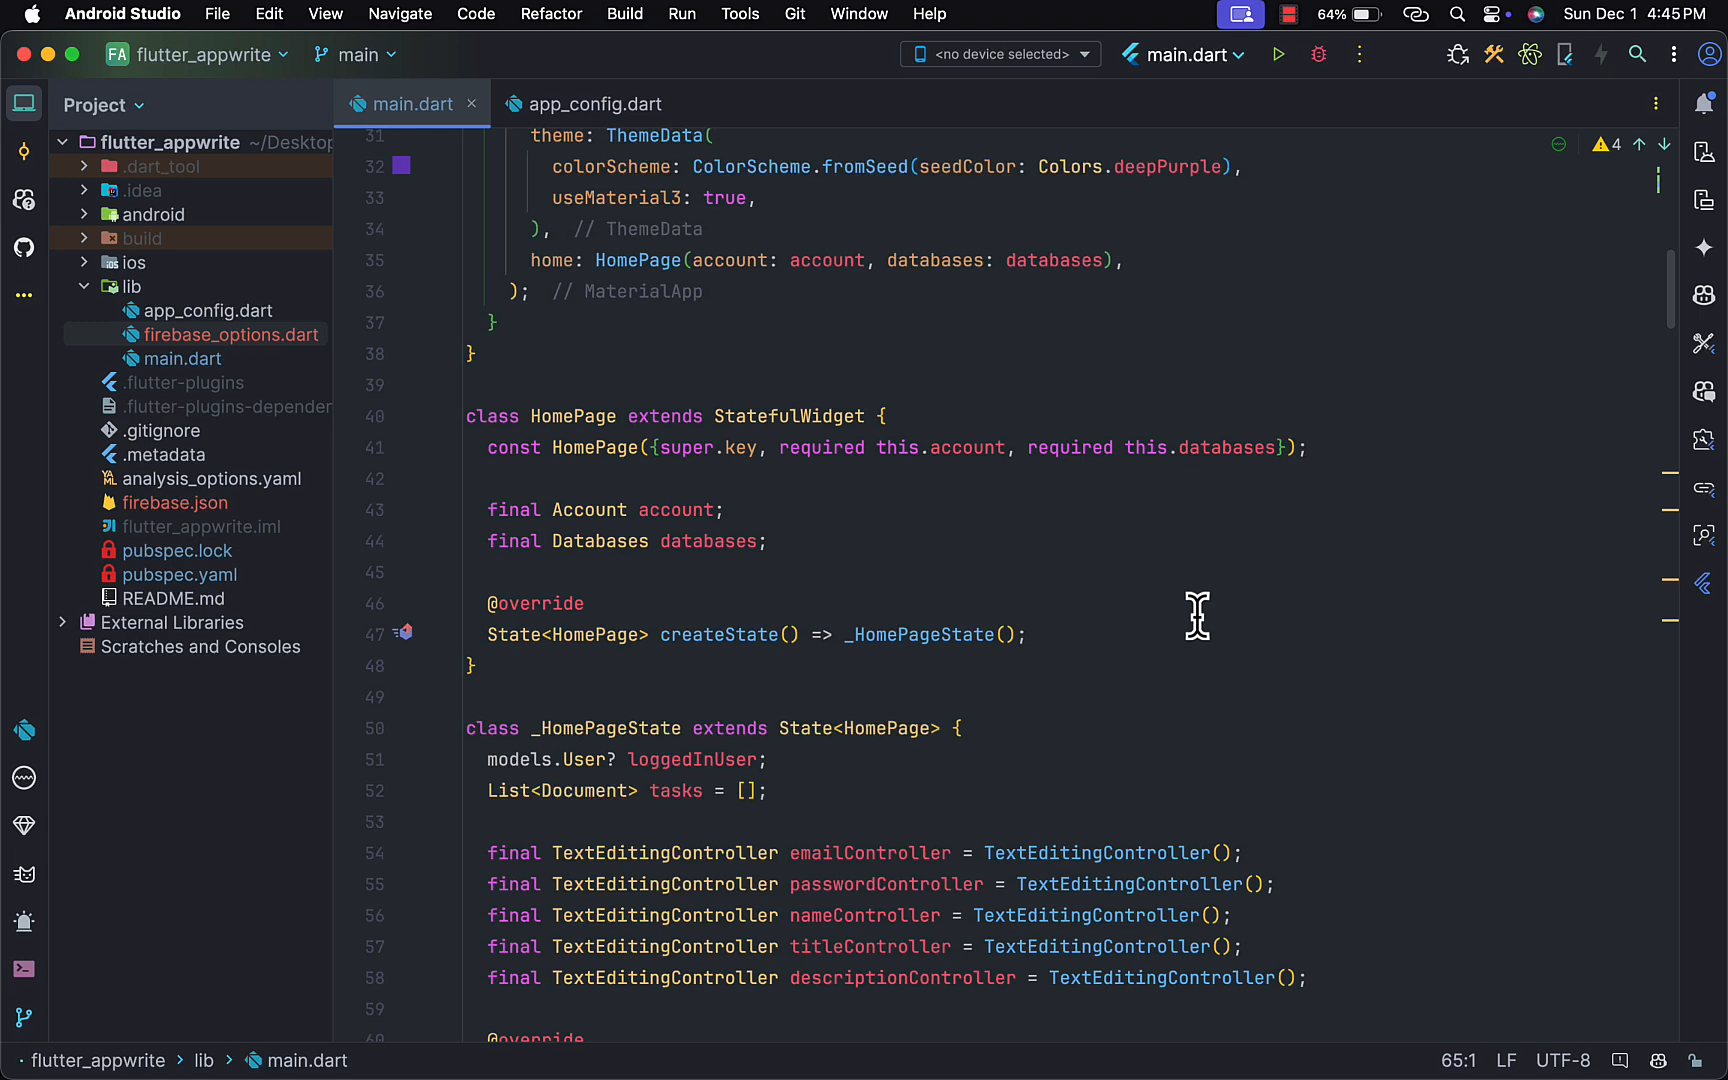 Android Studio File Edit View Navigate Code Refactor Build Run Tools Git Window Help 64% Sun Dec 1 4:45 PM
FA flutter_appwrite main <no device selected> main.dart
Project main.dart app_config.dart
flutter_appwrite ~/Desktop
.dart_tool
.idea
android
build
ios
lib
app_config.dart
firebase_options.dart
main.dart
.flutter-plugins
.flutter-plugins-depender
.gitignore
.metadata
analysis_options.yaml
firebase.json
flutter_appwrite.iml
pubspec.lock
pubspec.yaml
README.md
External Libraries
Scratches and Consoles
4
31 theme: ThemeData(
32 colorScheme: ColorScheme.fromSeed(seedColor: Colors.deepPurple),
33 useMaterial3: true,
34 ), // ThemeData
35 home: HomePage(account: account, databases: databases),
36 ); // MaterialApp
37 }
38 }
39
40 class HomePage extends StatefulWidget {
41 const HomePage({super.key, required this.account, required this.databases});
42
43 final Account account;
44 final Databases databases;
45
46 @override
47 State<HomePage> createState() => _HomePageState();
48 }
49
50 class _HomePageState extends State<HomePage> {
51 models.User? loggedInUser;
52 List<Document> tasks = [];
53
54 final TextEditingController emailController = TextEditingController();
55 final TextEditingController passwordController = TextEditingController();
56 final TextEditingController nameController = TextEditingController();
57 final TextEditingController titleController = TextEditingController();
58 final TextEditingController descriptionController = TextEditingController();
59
60 @override
flutter_appwrite > lib > main.dart 65:1 LF UTF-8